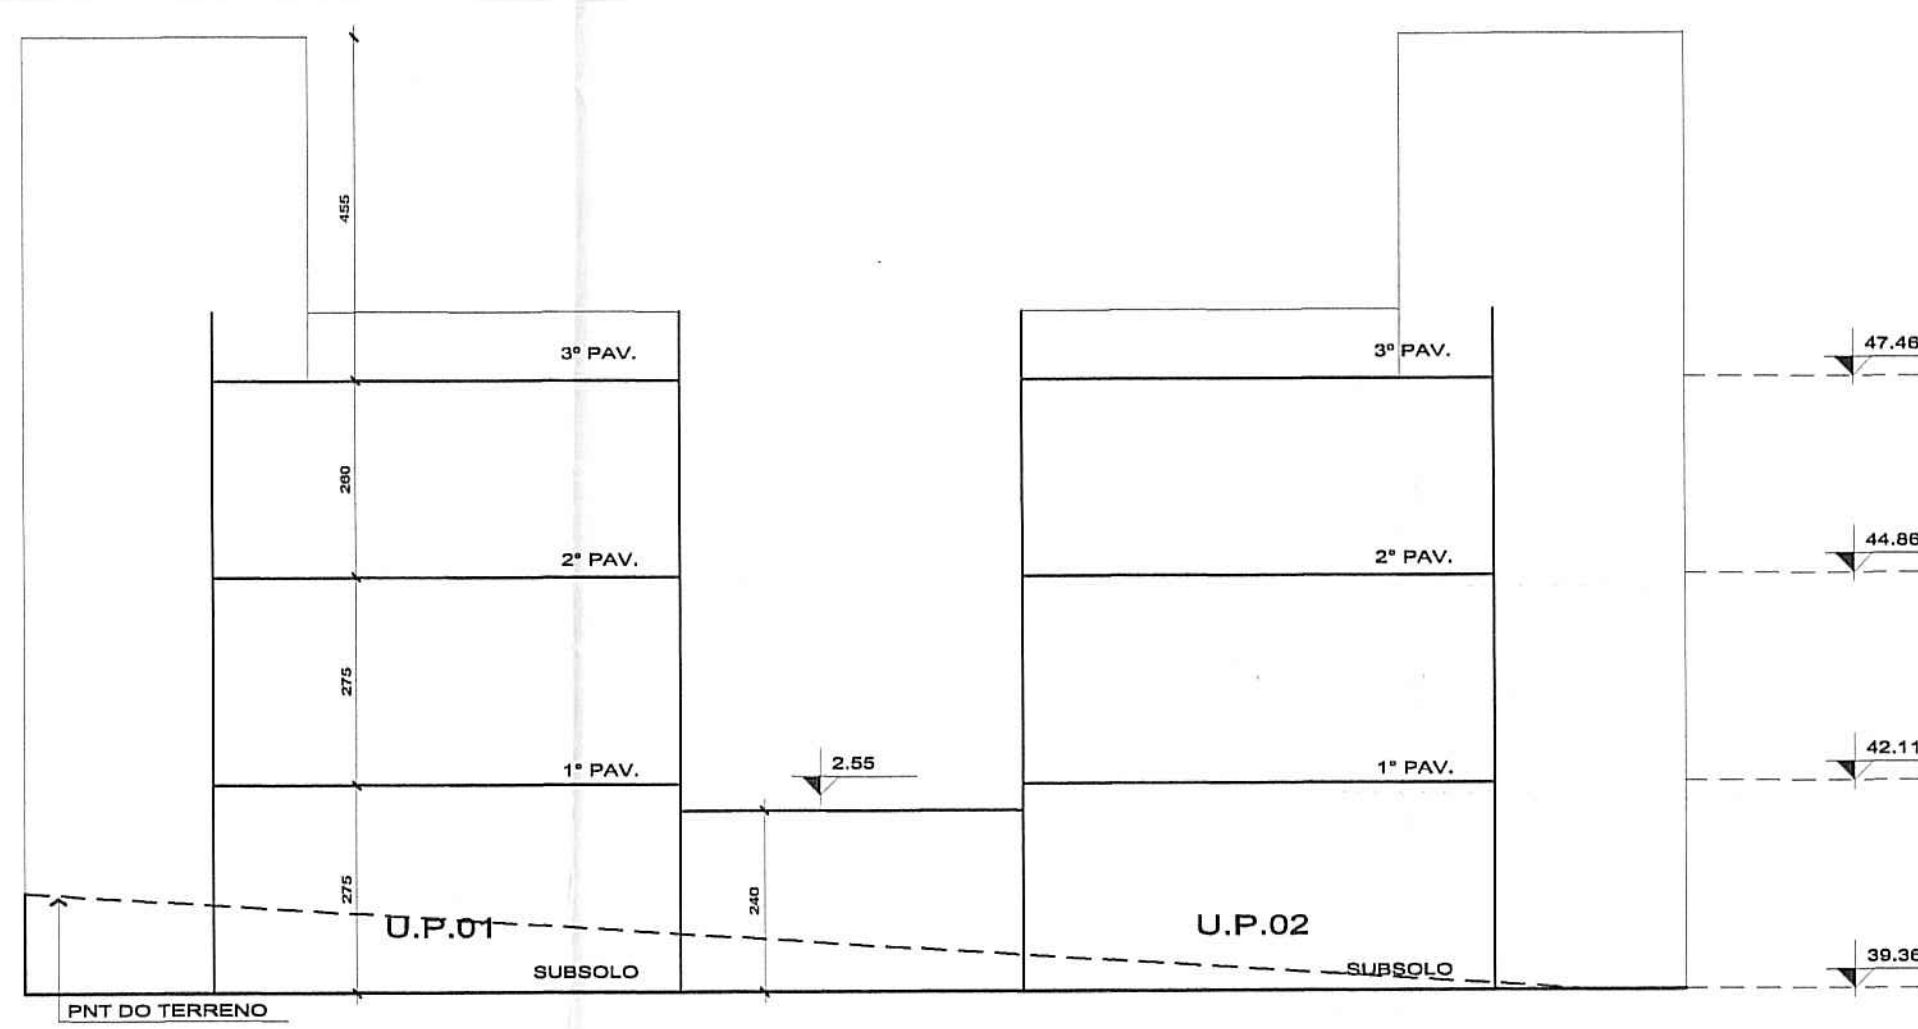 455
3º PAV.
3º PAV.
47.46
260
2º PAV.
2º PAV.
44.86
275
1º PAV.
2.55
1º PAV.
42.11
275
240
U.P.01
U.P.02
SUBSOLO
SUBSOLO
39.36
PNT DO TERRENO